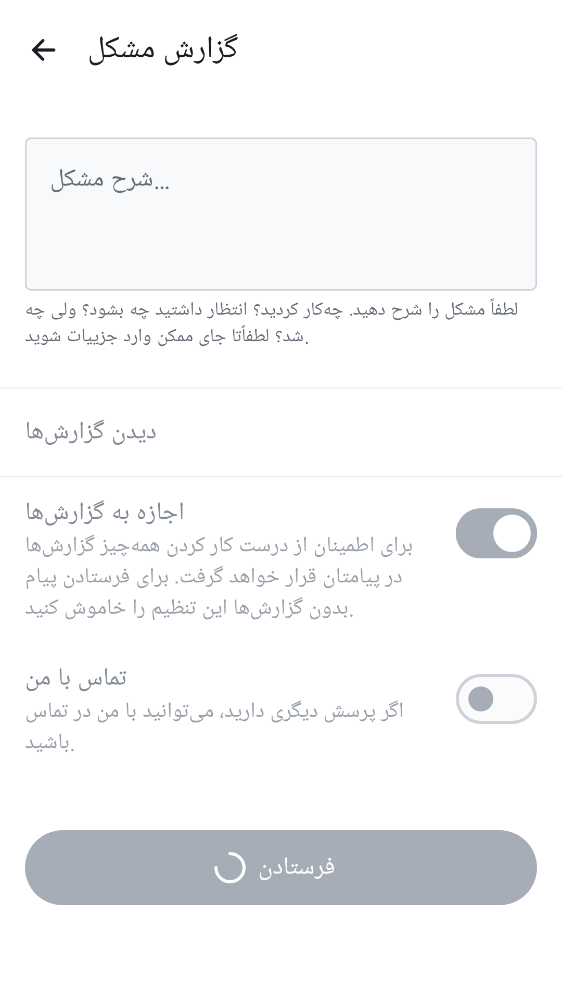 گزارش مشکل
شرح مشکل...
لطفاً مشکل را شرح دهید. چه‌کار کردید؟ انتظار داشتید چه بشود؟ ولی چه
شد؟ لطفاًتا جای ممکن وارد جزییات شوید.
دیدن گزارش‌ها
اجازه به گزارش‌ها
برای اطمینان از درست کار کردن همه‌چیز گزارش‌ها
در پیامتان قرار خواهد گرفت. برای فرستادن پیام
بدون گزارش‌ها این تنظیم را خاموش کنید.
تماس با من
اگر پرسش دیگری دارید، می‌توانید با من در تماس
باشید.
فرستادن